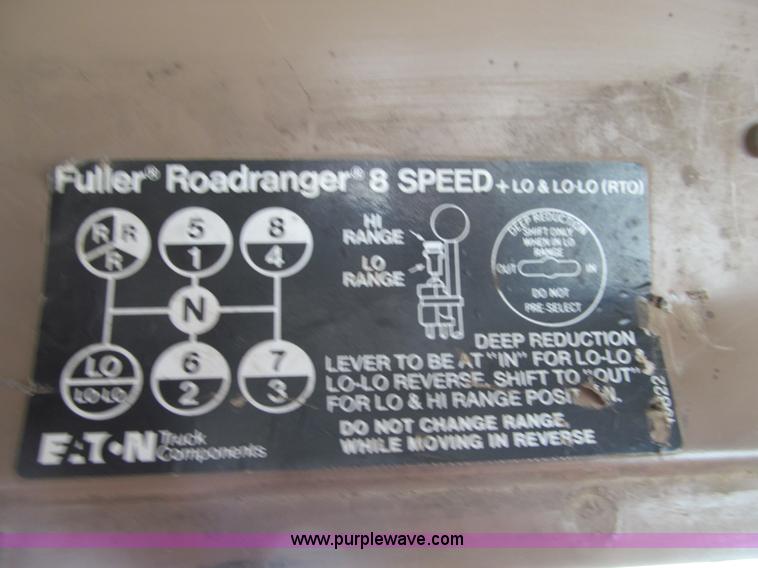 Fuller® Roadranger® 8 SPEED + LO & LO-LO (RTO)
R R R
5 1
8 4
N
LO LO-LO
6 2
7 3
HI RANGE
LO RANGE
DEEP REDUCTION
SHIFT ONLY
WHEN IN LO
RANGE
OUT IN
DO NOT
PRE-SELECT
DEEP REDUCTION
LEVER TO BE AT "IN" FOR LO-LO &
LO-LO REVERSE. SHIFT TO "OUT"
FOR LO & HI RANGE
DO NOT CHANGE RANGE
WHILE MOVING IN REVERSE
EATON Truck Components
www.purplewave.com